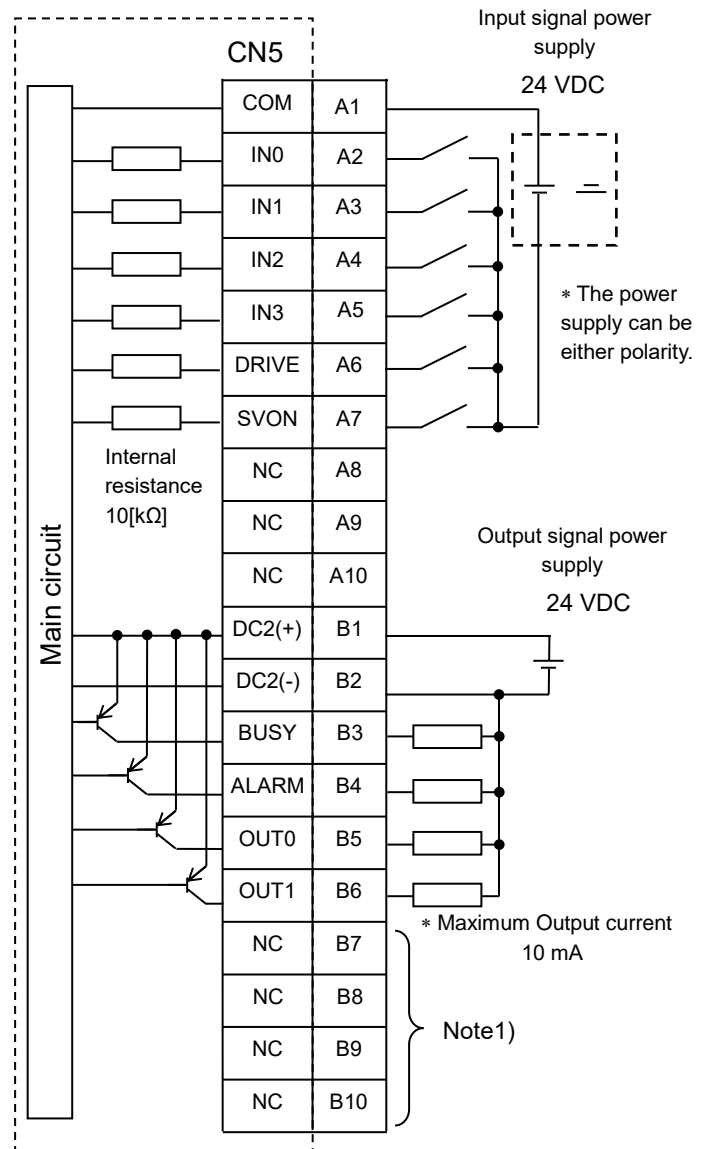 Input signal power
supply
24 VDC
CN5
COM A1
IN0 A2
IN1 A3
IN2 A4
IN3 A5
DRIVE A6
SVON A7
NC A8
NC A9
NC A10
DC2(+) B1
DC2(-) B2
BUSY B3
ALARM B4
OUT0 B5
OUT1 B6
NC B7
NC B8
NC B9
NC B10
∗ The power
supply can be
either polarity.
Internal
resistance
10[kΩ]
Main circuit
Output signal power
supply
24 VDC
∗ Maximum Output current
10 mA
Note1)